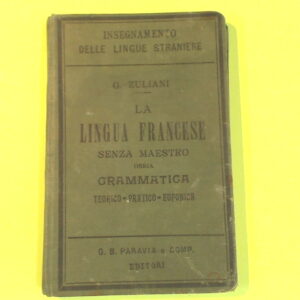 INSEGNAMENTO
DELLE LINGUE STRANIERE
G. ZULIANI
LA
LINGUA FRANCESE
SENZA MAESTRO
OSSIA
GRAMMATICA
TEORICO-PRATICO-EUFONICA
G. B. PARAVIA E COMP.
EDITORI